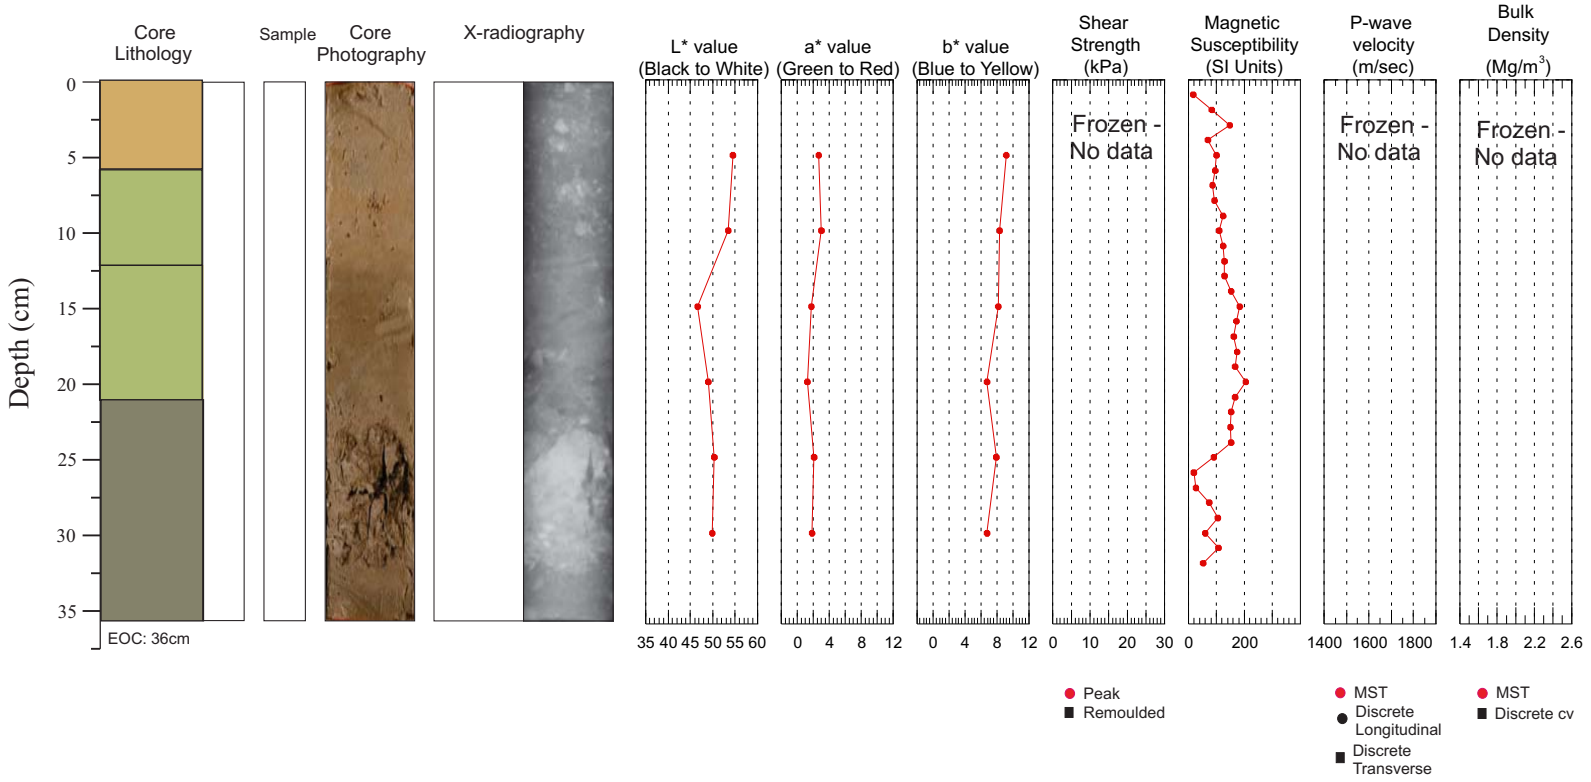 Core
Lithology
Sample
Core
Photography
X-radiography
L* value
(Black to White)
a* value
(Green to Red)
b* value
(Blue to Yellow)
Shear
Strength
(kPa)
Magnetic
Susceptibility
(SI Units)
P-wave
velocity
(m/sec)
Bulk
Density
(Mg/m³)
Depth (cm)
0
5
10
15
20
25
30
35
EOC: 36cm
Frozen -
No data
Frozen -
No data
Frozen -
No data
35 40 45 50 55 60
0 4 8 12
0 4 8 12
0 10 20 30
0 200
1400 1600 1800
1.4 1.8 2.2 2.6
Peak
Remoulded
MST
Discrete
Longitudinal
Discrete
Transverse
MST
Discrete cv